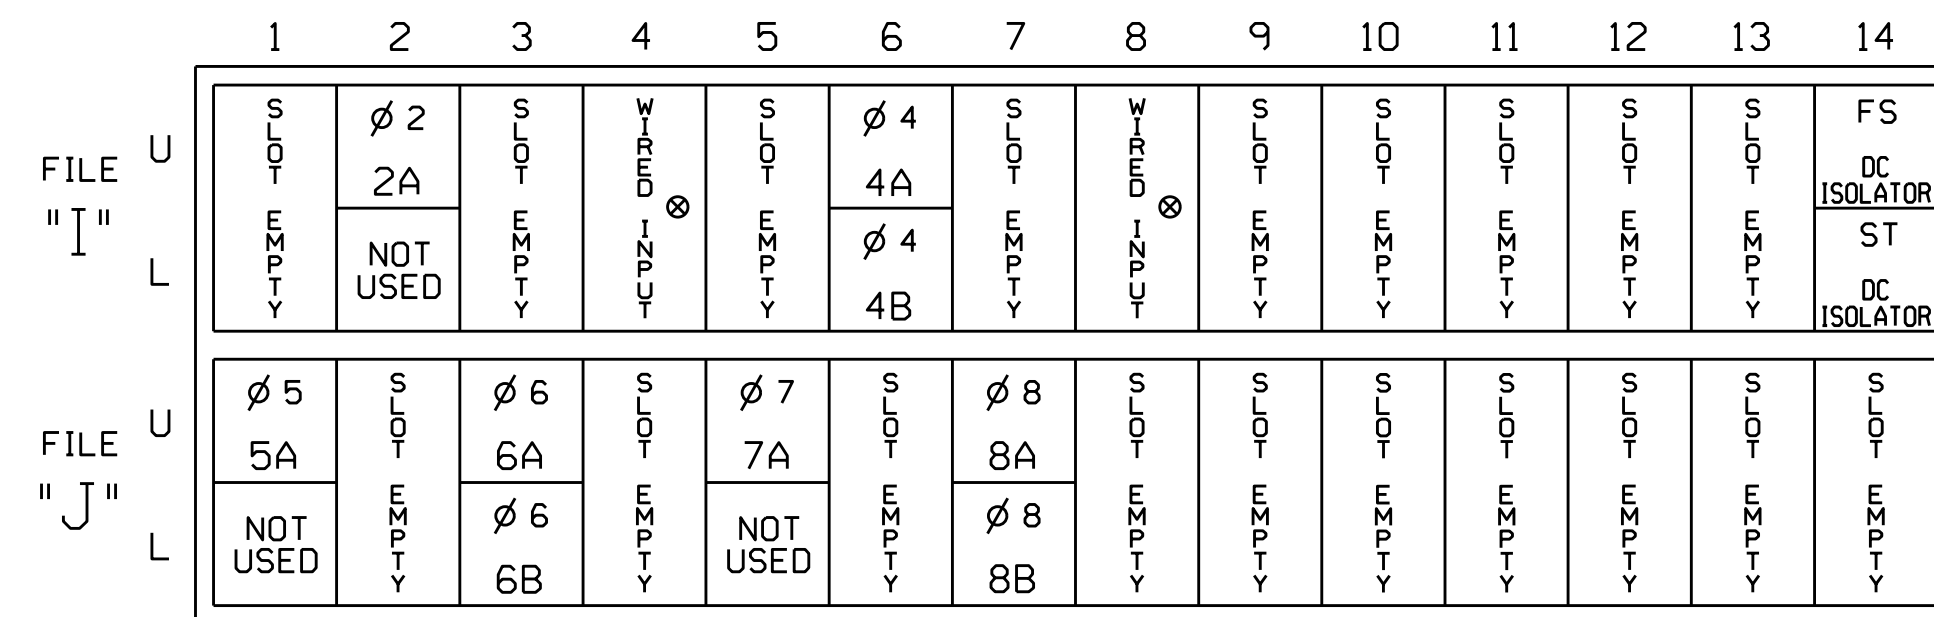 1 2 3 4 5 6 7 8 9 10 11 12 13 14
FILE "I"
U
L
SLOT EMPTY
Ø 2
2A
NOT
USED
SLOT EMPTY
WIRED INPUT
SLOT EMPTY
Ø 4
4A
Ø 4
4B
SLOT EMPTY
WIRED INPUT
SLOT EMPTY
SLOT EMPTY
SLOT EMPTY
SLOT EMPTY
SLOT EMPTY
FS
DC
ISOLATOR
ST
DC
ISOLATOR
FILE "J"
U
L
Ø 5
5A
NOT
USED
SLOT EMPTY
Ø 6
6A
Ø 6
6B
SLOT EMPTY
Ø 7
7A
NOT
USED
SLOT EMPTY
Ø 8
8A
Ø 8
8B
SLOT EMPTY
SLOT EMPTY
SLOT EMPTY
SLOT EMPTY
SLOT EMPTY
SLOT EMPTY
SLOT EMPTY